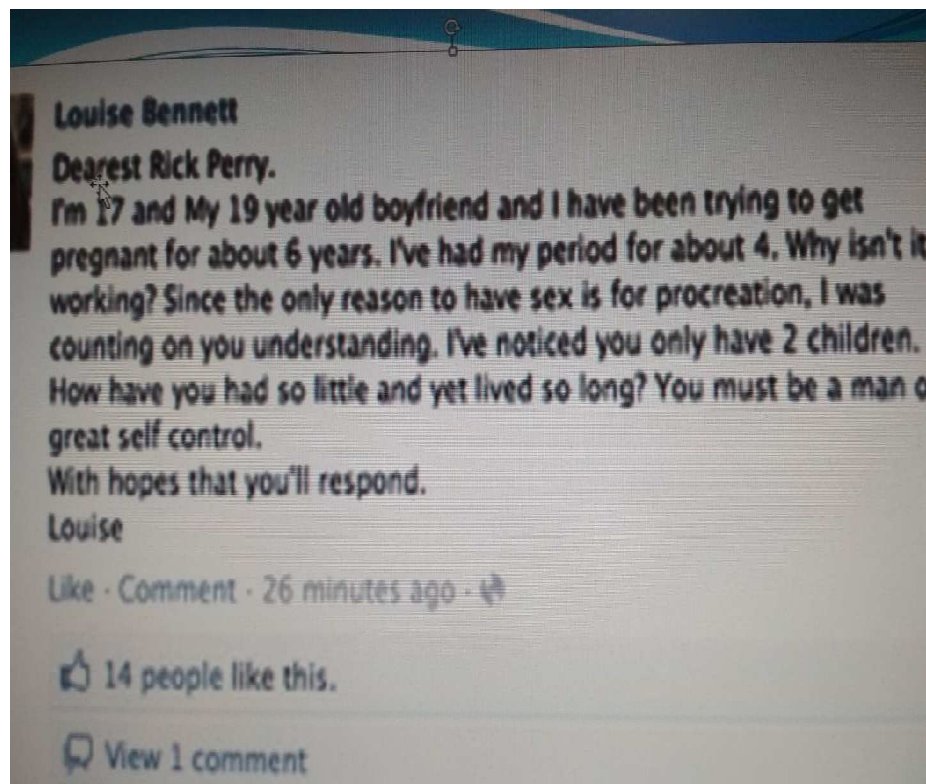 Louise Bennett
Dearest Rick Perry.
I'm 17 and My 19 year old boyfriend and I have been trying to get
pregnant for about 6 years. I've had my period for about 4. Why isn't it
working? Since the only reason to have sex is for procreation, I was
counting on you understanding. I've noticed you only have 2 children.
How have you had so little and yet lived so long? You must be a man
great self control.
With hopes that you'll respond.
Louise
Like · Comment · 26 minutes ago ·
14 people like this.
View 1 comment